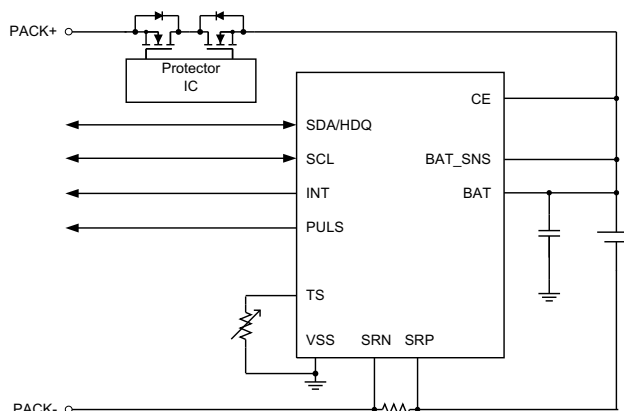 PACK+
Protector
IC
CE
SDA/HDQ
SCL
BAT_SNS
INT
BAT
PULS
TS
VSS
SRN
SRP
PACK-